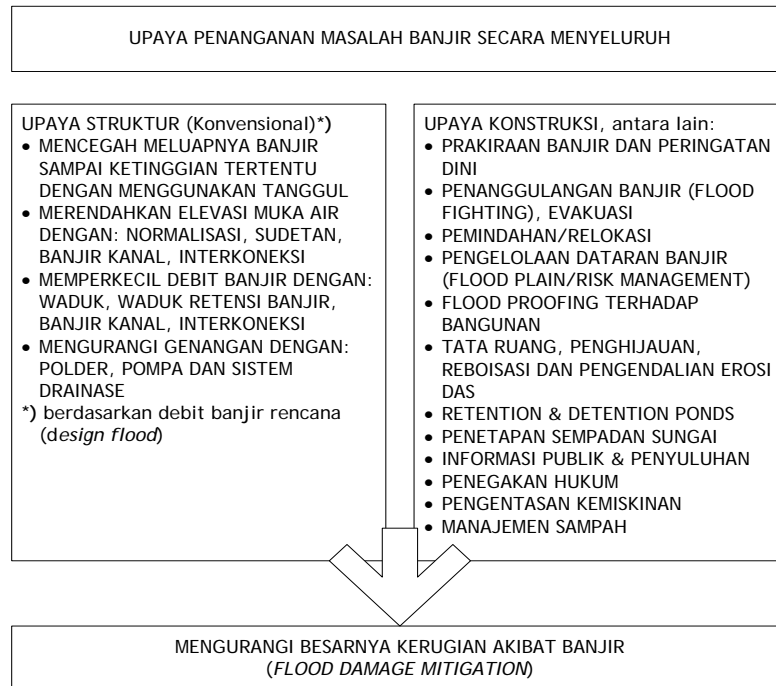 UPAYA PENANGANAN MASALAH BANJIR SECARA MENYELURUH
UPAYA STRUKTUR (Konvensional)*)
• MENCEGAH MELUAPNYA BANJIR
SAMPAI KETINGGIAN TERTENTU
DENGAN MENGGUNAKAN TANGGUL
• MERENDAHKAN ELEVASI MUKA AIR
DENGAN: NORMALISASI, SUDETAN,
BANJIR KANAL, INTERKONEKSI
• MEMPERKECIL DEBIT BANJIR DENGAN:
WADUK, WADUK RETENSI BANJIR,
BANJIR KANAL, INTERKONEKSI
• MENGURANGI GENANGAN DENGAN:
POLDER, POMPA DAN SISTEM
DRAINASE
*) berdasarkan debit banjir rencana
(design flood)
UPAYA KONSTRUKSI, antara lain:
• PRAKIRAAN BANJIR DAN PERINGATAN
DINI
• PENANGGULANGAN BANJIR (FLOOD
FIGHTING), EVAKUASI
• PEMINDAHAN/RELOKASI
• PENGELOLAAN DATARAN BANJIR
(FLOOD PLAIN/RISK MANAGEMENT)
• FLOOD PROOFING TERHADAP
BANGUNAN
• TATA RUANG, PENGHIJAUAN,
REBOISASI DAN PENGENDALIAN EROSI
DAS
• RETENTION & DETENTION PONDS
• PENETAPAN SEMPADAN SUNGAI
• INFORMASI PUBLIK & PENYULUHAN
• PENEGAKAN HUKUM
• PENGENTASAN KEMISKINAN
• MANAJEMEN SAMPAH
MENGURANGI BESARNYA KERUGIAN AKIBAT BANJIR
(FLOOD DAMAGE MITIGATION)